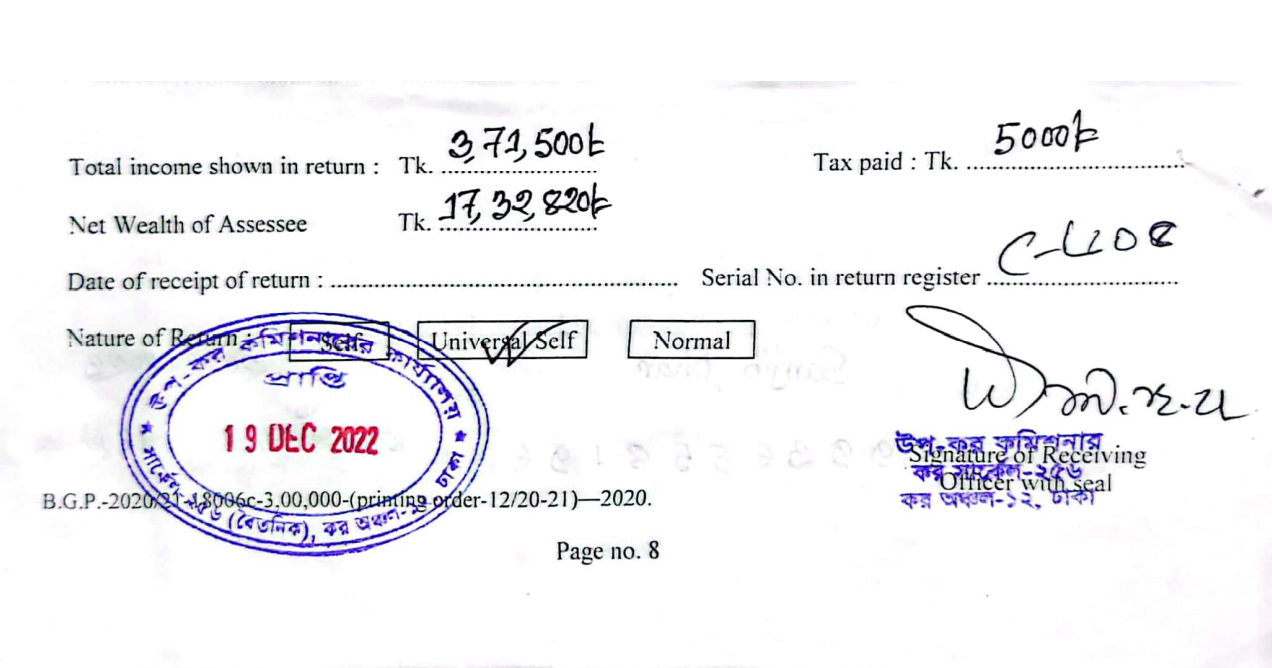 Total income shown in return : Tk. 3,71,500/- Tax paid : Tk. 5000/-
Net Wealth of Assessee Tk. 17,32,820/-
Date of receipt of return : Serial No. in return register
Nature of Return : Self Universal Self Normal
উপ-কর কমিশনারের কার্যালয়
প্রাপ্তি
19 DEC 2022
সার্কেল-২৫৬ (বৈতনিক), কর অঞ্চল-১২, ঢাকা
উপ-কর কমিশনার
Signature of Receiving
কর সার্কেল-২৫৬
Officer with seal
কর অঞ্চল-১২, ঢাকা
B.G.P.-2020/21-18006c-3,00,000-(printing order-12/20-21)—2020.
Page no. 8